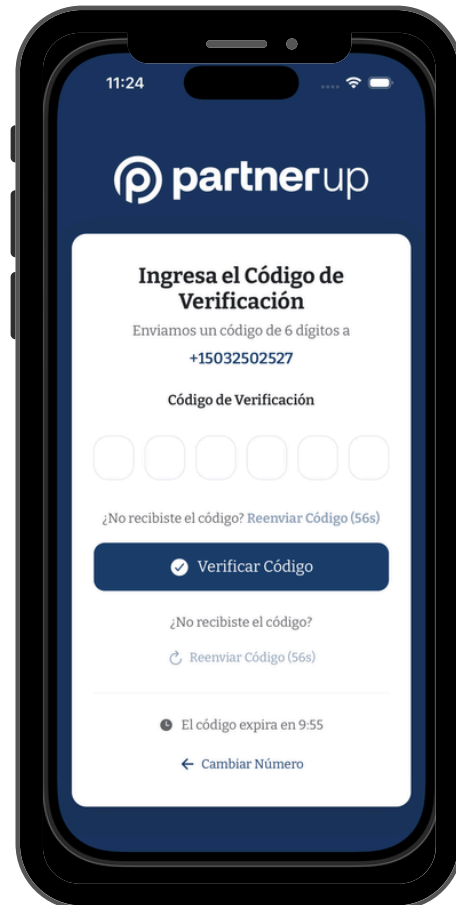 11:24
partnerup
Ingresa el Código de
Verificación
Enviamos un código de 6 dígitos a
+15032502527
Código de Verificación
¿No recibiste el código? Reenviar Código (56s)
Verificar Código
¿No recibiste el código?
Reenviar Código (56s)
El código expira en 9:55
Cambiar Número